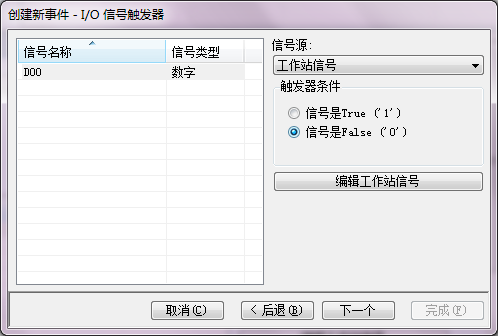 创建新事件 - I/O 信号触发器
信号名称 信号类型
DOO 数字
信号源:
工作站信号
触发器条件
信号是True ('1')
信号是False ('0')
编辑工作站信号
取消(C) < 后退(B) 下一个 完成(F)